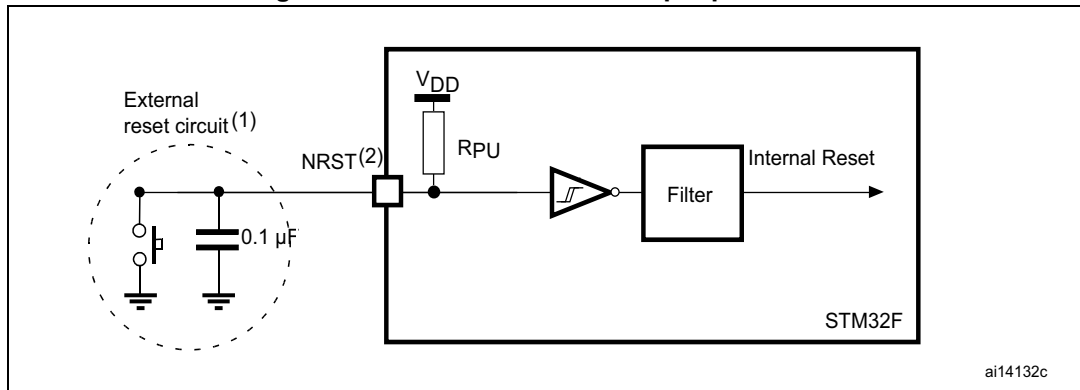 External
reset circuit(1)
NRST(2)
VDD
RPU
Internal Reset
Filter
0.1 µF
STM32F
ai14132c